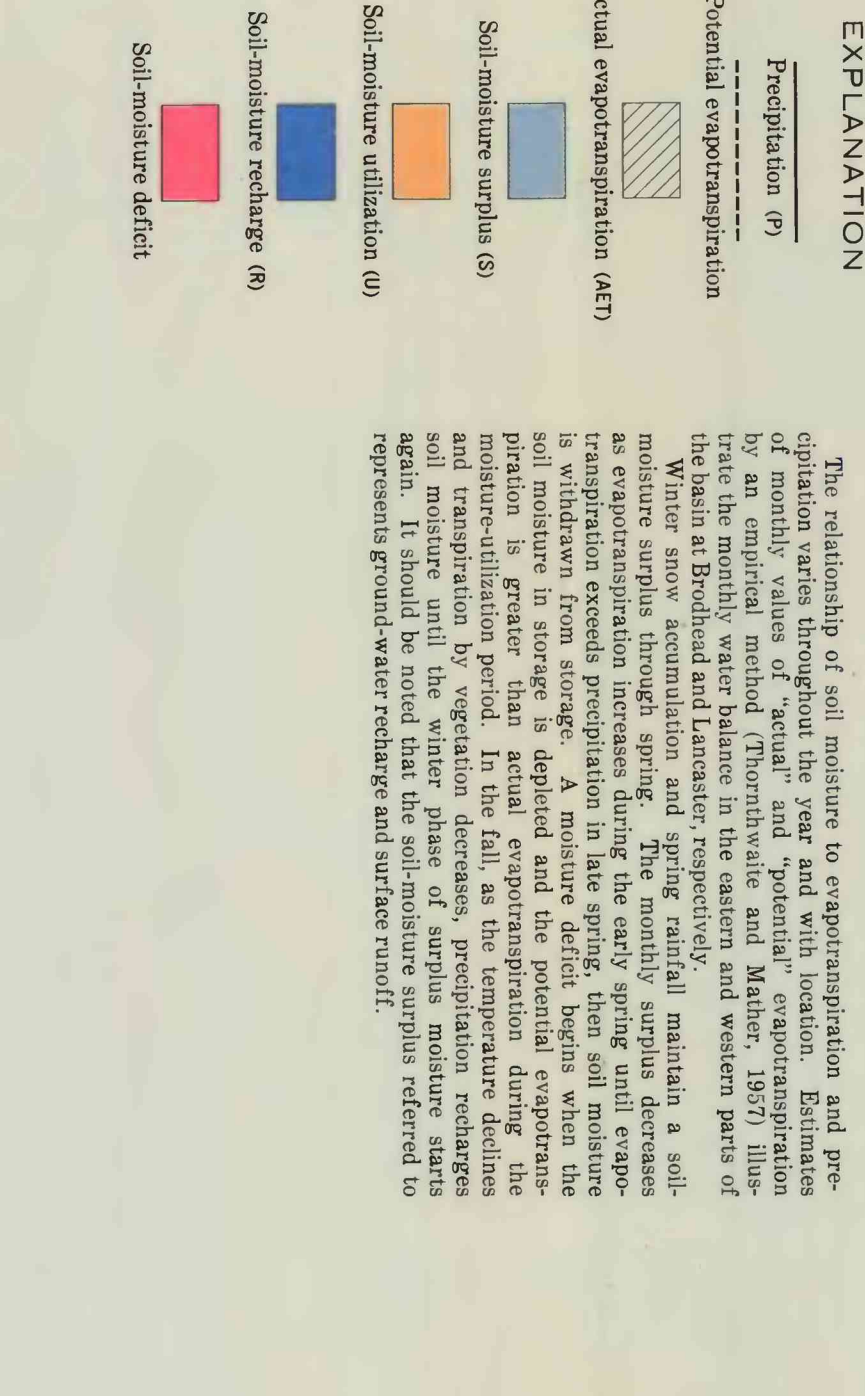 EXPLANATION
Precipitation (P)
Potential evapotranspiration
ctual evapotranspiration (AET)
Soil-moisture surplus (S)
Soil-moisture utilization (U)
Soil-moisture recharge (R)
Soil-moisture deficit
The relationship of soil moisture to evapotranspiration and pre-
cipitation varies throughout the year and with location. Estimates
of monthly values of “actual” and “potential” evapotranspiration
by an empirical method (Thornthwaite and Mather, 1957) illus-
trate the monthly water balance in the eastern and western parts of
the basin at Brodhead and Lancaster, respectively.
Winter snow accumulation and spring rainfall maintain a soil-
moisture surplus through spring. The monthly surplus decreases
as evapotranspiration increases during the early spring until evapo-
transpiration exceeds precipitation in late spring, then soil moisture
is withdrawn from storage. A moisture deficit begins when the
soil moisture in storage is depleted and the potential evapotrans-
piration is greater than actual evapotranspiration during the
moisture-utilization period. In the fall, as the temperature declines
and transpiration by vegetation decreases, precipitation recharges
soil moisture until the winter phase of surplus moisture starts
again. It should be noted that the soil-moisture surplus referred to
represents ground-water recharge and surface runoff.